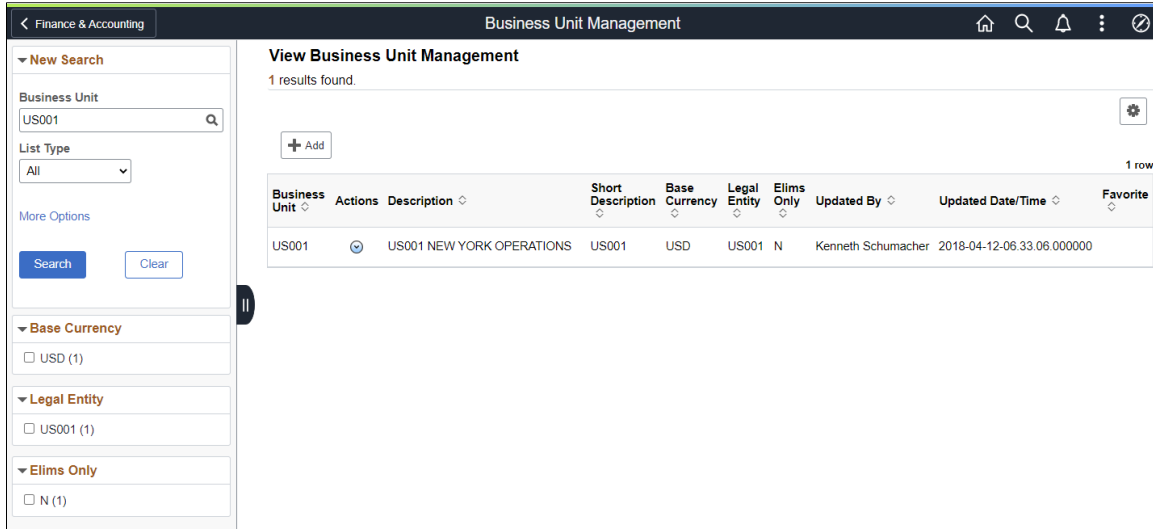 Finance & Accounting
Business Unit Management
New Search
Business Unit
US001
List Type
All
More Options
Search Clear
Base Currency
USD (1)
Legal Entity
US001 (1)
Elims Only
N (1)
View Business Unit Management
1 results found.
Add
1 row
Business Unit Actions Description Short Description Base Currency Legal Entity Elims Only Updated By Updated Date/Time Favorite
US001 US001 NEW YORK OPERATIONS US001 USD US001 N Kenneth Schumacher 2018-04-12-06.33.06.000000